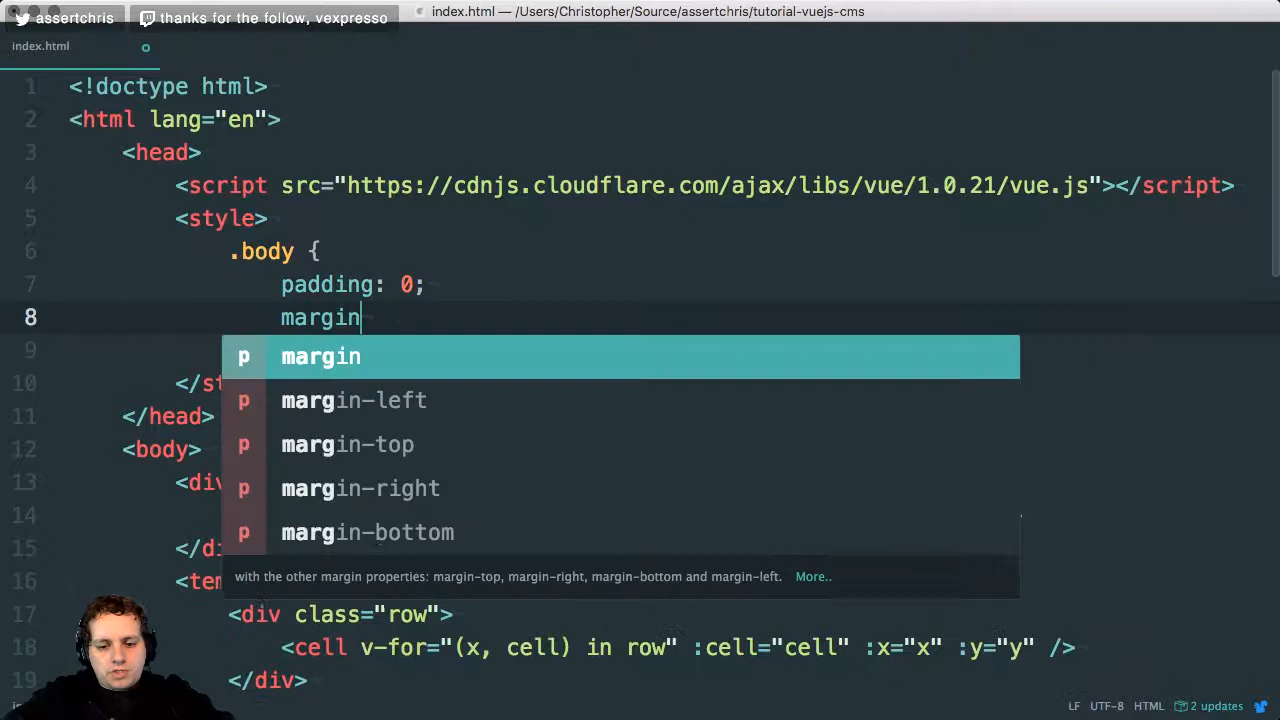 assertchris
thanks for the follow, vexpresso
index.html — /Users/Christopher/Source/assertchris/tutorial-vuejs-cms
index.html
1 <!doctype html>
2 <html lang="en">
3 <head>
4 <script src="https://cdnjs.cloudflare.com/ajax/libs/vue/1.0.21/vue.js"></script>
5 <style>
6 .body {
7 padding: 0;
8 margin
9
p margin
10 </st
p margin-left
11 </head>
p margin-top
12 <body>
13 <div
p margin-right
14
p margin-bottom
15 </di
with the other margin properties: margin-top, margin-right, margin-bottom and margin-left. More..
16 <tem
17 <div class="row">
18 <cell v-for="(x, cell) in row" :cell="cell" :x="x" :y="y" />
19 </div>
LF UTF-8 HTML 2 updates